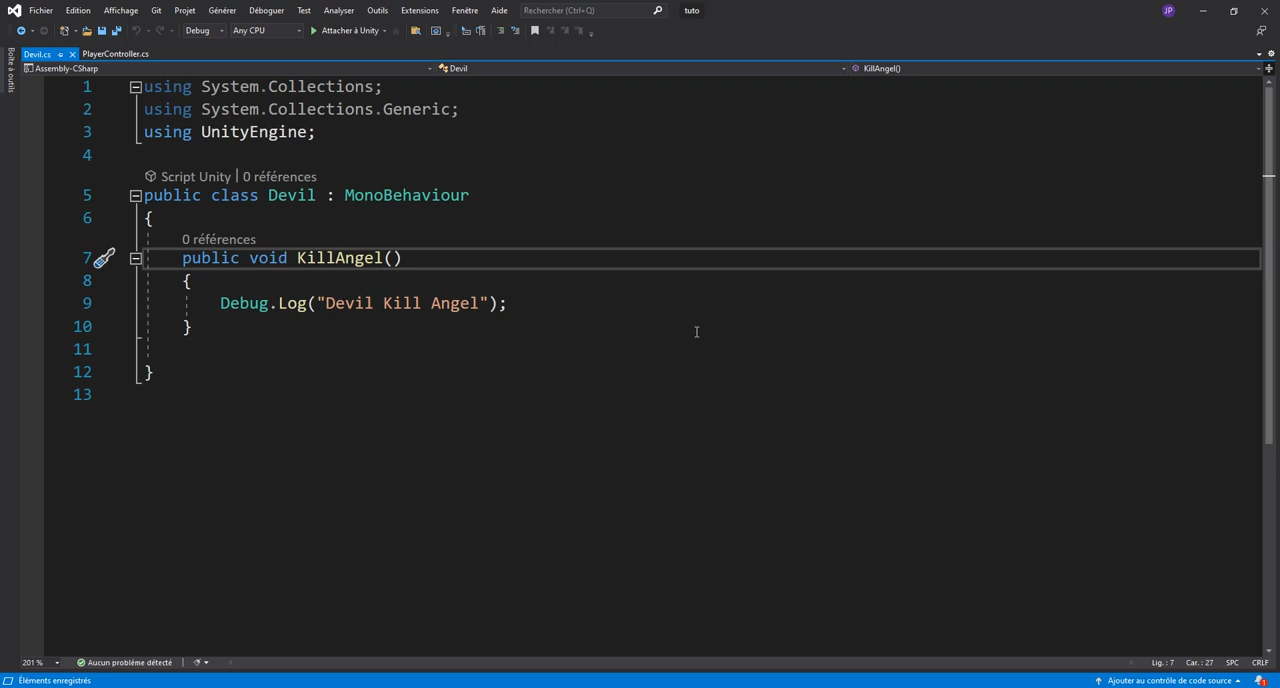 Fichier Edition Affichage Git Projet Générer Déboguer Test Analyser Outils Extensions Fenêtre Aide Rechercher (Ctrl+Q) tuto JP
Debug Any CPU Attacher à Unity
Boîte à outils
Devil.cs PlayerController.cs
Assembly-CSharp Devil KillAngel()
1 using System.Collections;
2 using System.Collections.Generic;
3 using UnityEngine;
4
Script Unity | 0 références
5 public class Devil : MonoBehaviour
6 {
0 références
7 public void KillAngel()
8 {
9 Debug.Log("Devil Kill Angel");
10 }
11
12 }
13
201 % Aucun problème détecté Lig. : 7 Car. : 27 SPC CRLF
Éléments enregistrés Ajouter au contrôle de code source 1